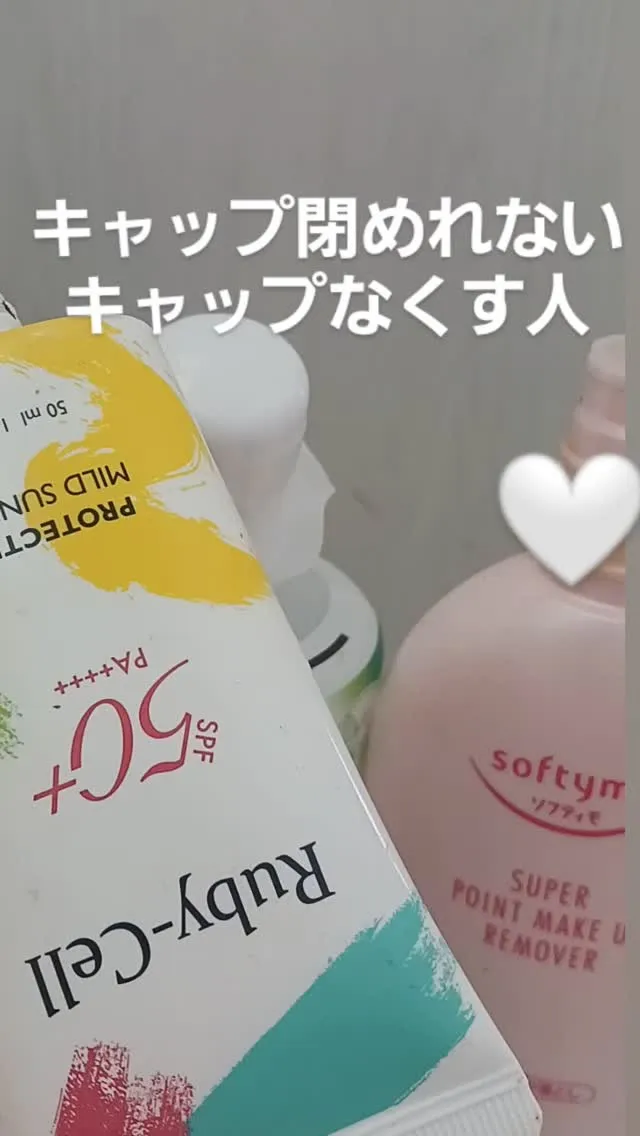 キャップ閉めれない
キャップなくす人
50 ml
MILD SUN
PROTECT
PA++++
SPF
50+
Ruby-Cell
softym
ソフティモ
SUPER
POINT MAKE U
REMOVER